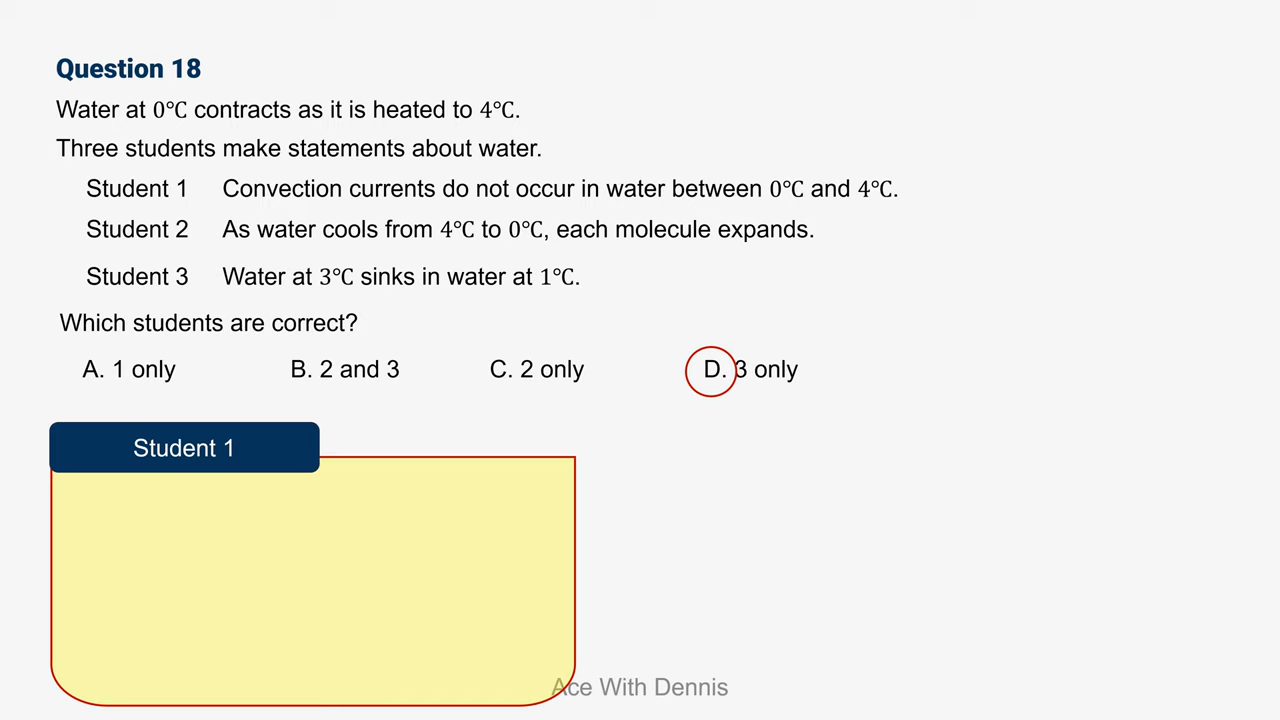 Question 18
Water at 0°C contracts as it is heated to 4°C.
Three students make statements about water.
Student 1 Convection currents do not occur in water between 0°C and 4°C.
Student 2 As water cools from 4°C to 0°C, each molecule expands.
Student 3 Water at 3°C sinks in water at 1°C.
Which students are correct?
A. 1 only B. 2 and 3 C. 2 only D. 3 only
Student 1
Ace With Dennis